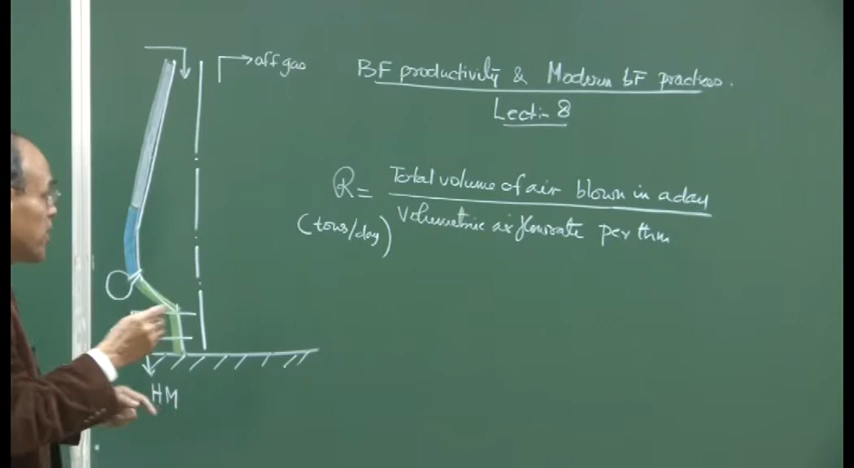 off gas
BF productivity & Modern BF practices.
Lect:- 8
R = Total volume of air blown in a day
(tons/day) Volumetric air flowrate per thm
HM